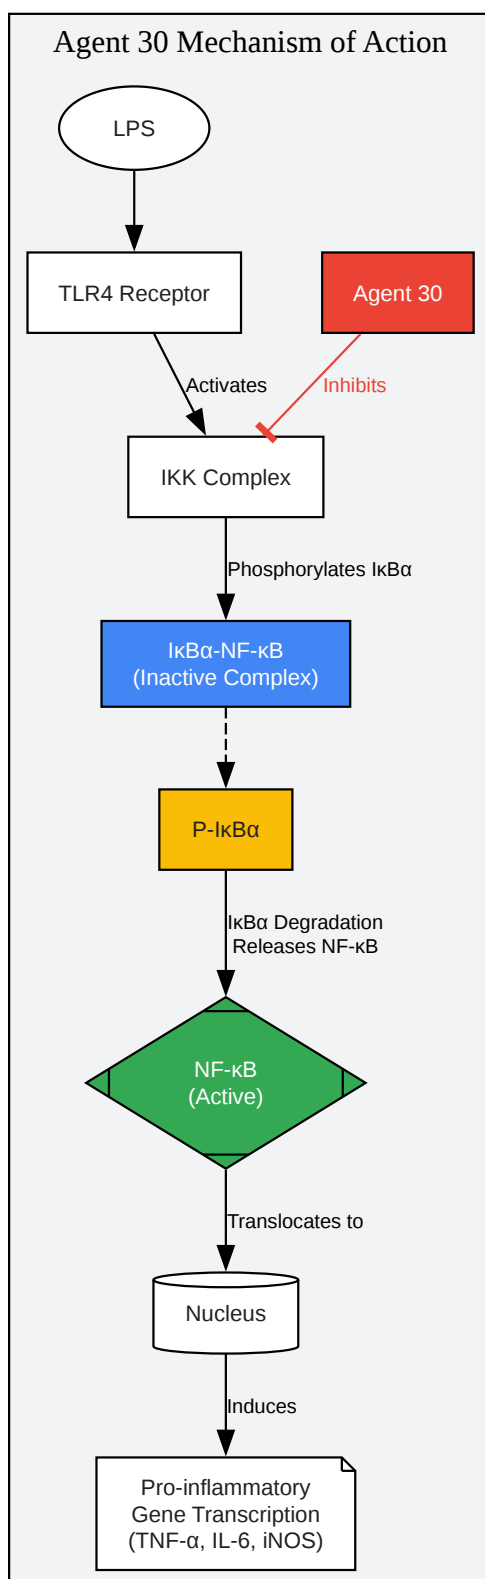 Agent 30 Mechanism of Action
LPS
TLR4 Receptor
Agent 30
Activates
Inhibits
IKK Complex
Phosphorylates IκBα
IκBα-NF-κB
(Inactive Complex)
P-IκBα
IκBα Degradation
Releases NF-κB
NF-κB
(Active)
Translocates to
Nucleus
Induces
Pro-inflammatory
Gene Transcription
(TNF-α, IL-6, iNOS)